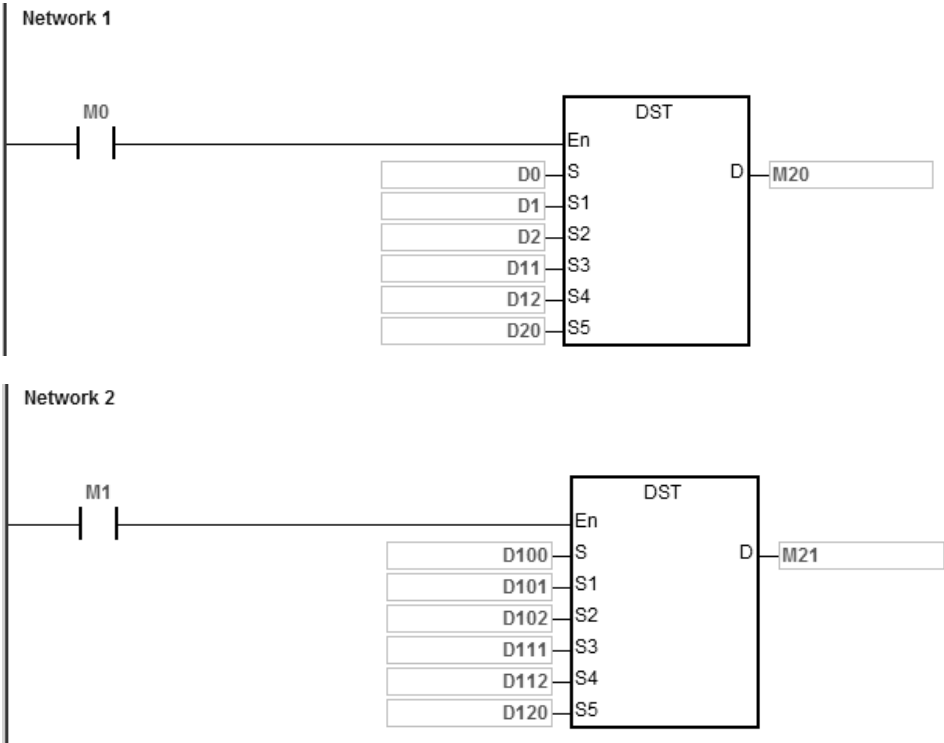 Network 1
M0
DST
En
D0 S D M20
D1 S1
D2 S2
D11 S3
D12 S4
D20 S5
Network 2
M1
DST
En
D100 S D M21
D101 S1
D102 S2
D111 S3
D112 S4
D120 S5